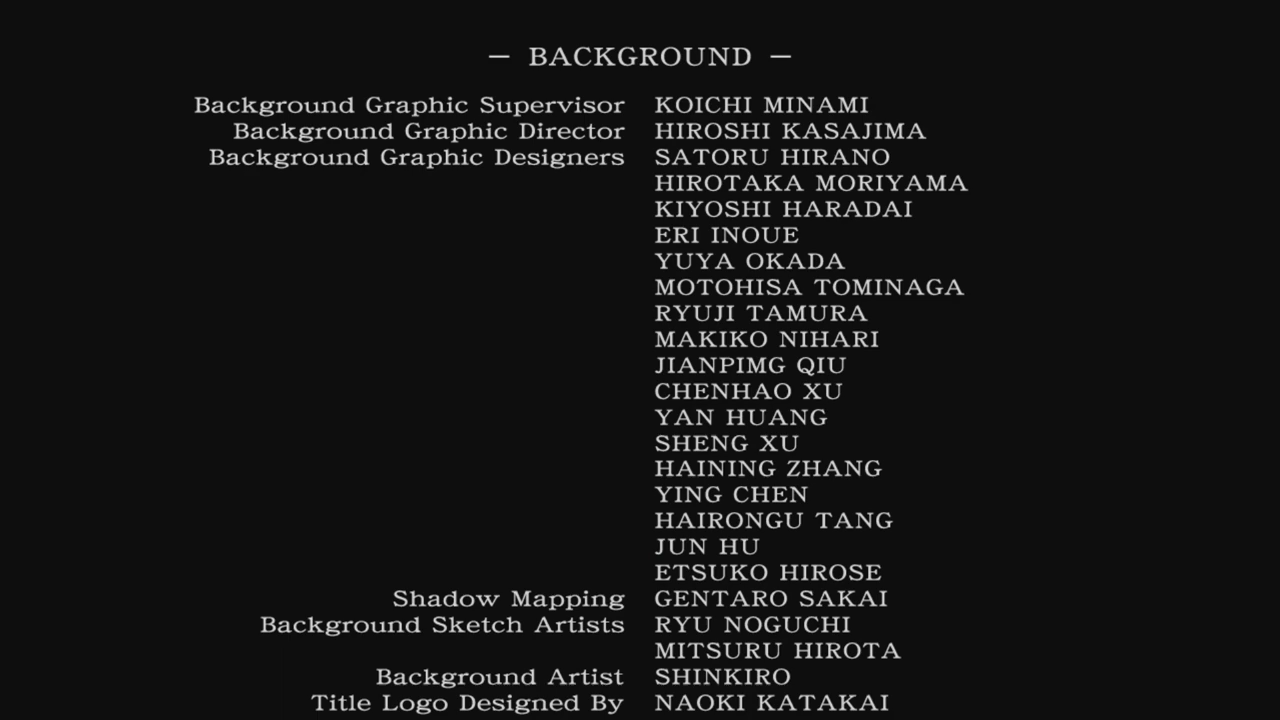 — BACKGROUND —
Background Graphic Supervisor KOICHI MINAMI
Background Graphic Director HIROSHI KASAJIMA
Background Graphic Designers SATORU HIRANO
HIROTAKA MORIYAMA
KIYOSHI HARADAI
ERI INOUE
YUYA OKADA
MOTOHISA TOMINAGA
RYUJI TAMURA
MAKIKO NIHARI
JIANPIMG QIU
CHENHAO XU
YAN HUANG
SHENG XU
HAINING ZHANG
YING CHEN
HAIRONGU TANG
JUN HU
ETSUKO HIROSE
Shadow Mapping GENTARO SAKAI
Background Sketch Artists RYU NOGUCHI
MITSURU HIROTA
Background Artist SHINKIRO
Title Logo Designed By NAOKI KATAKAI